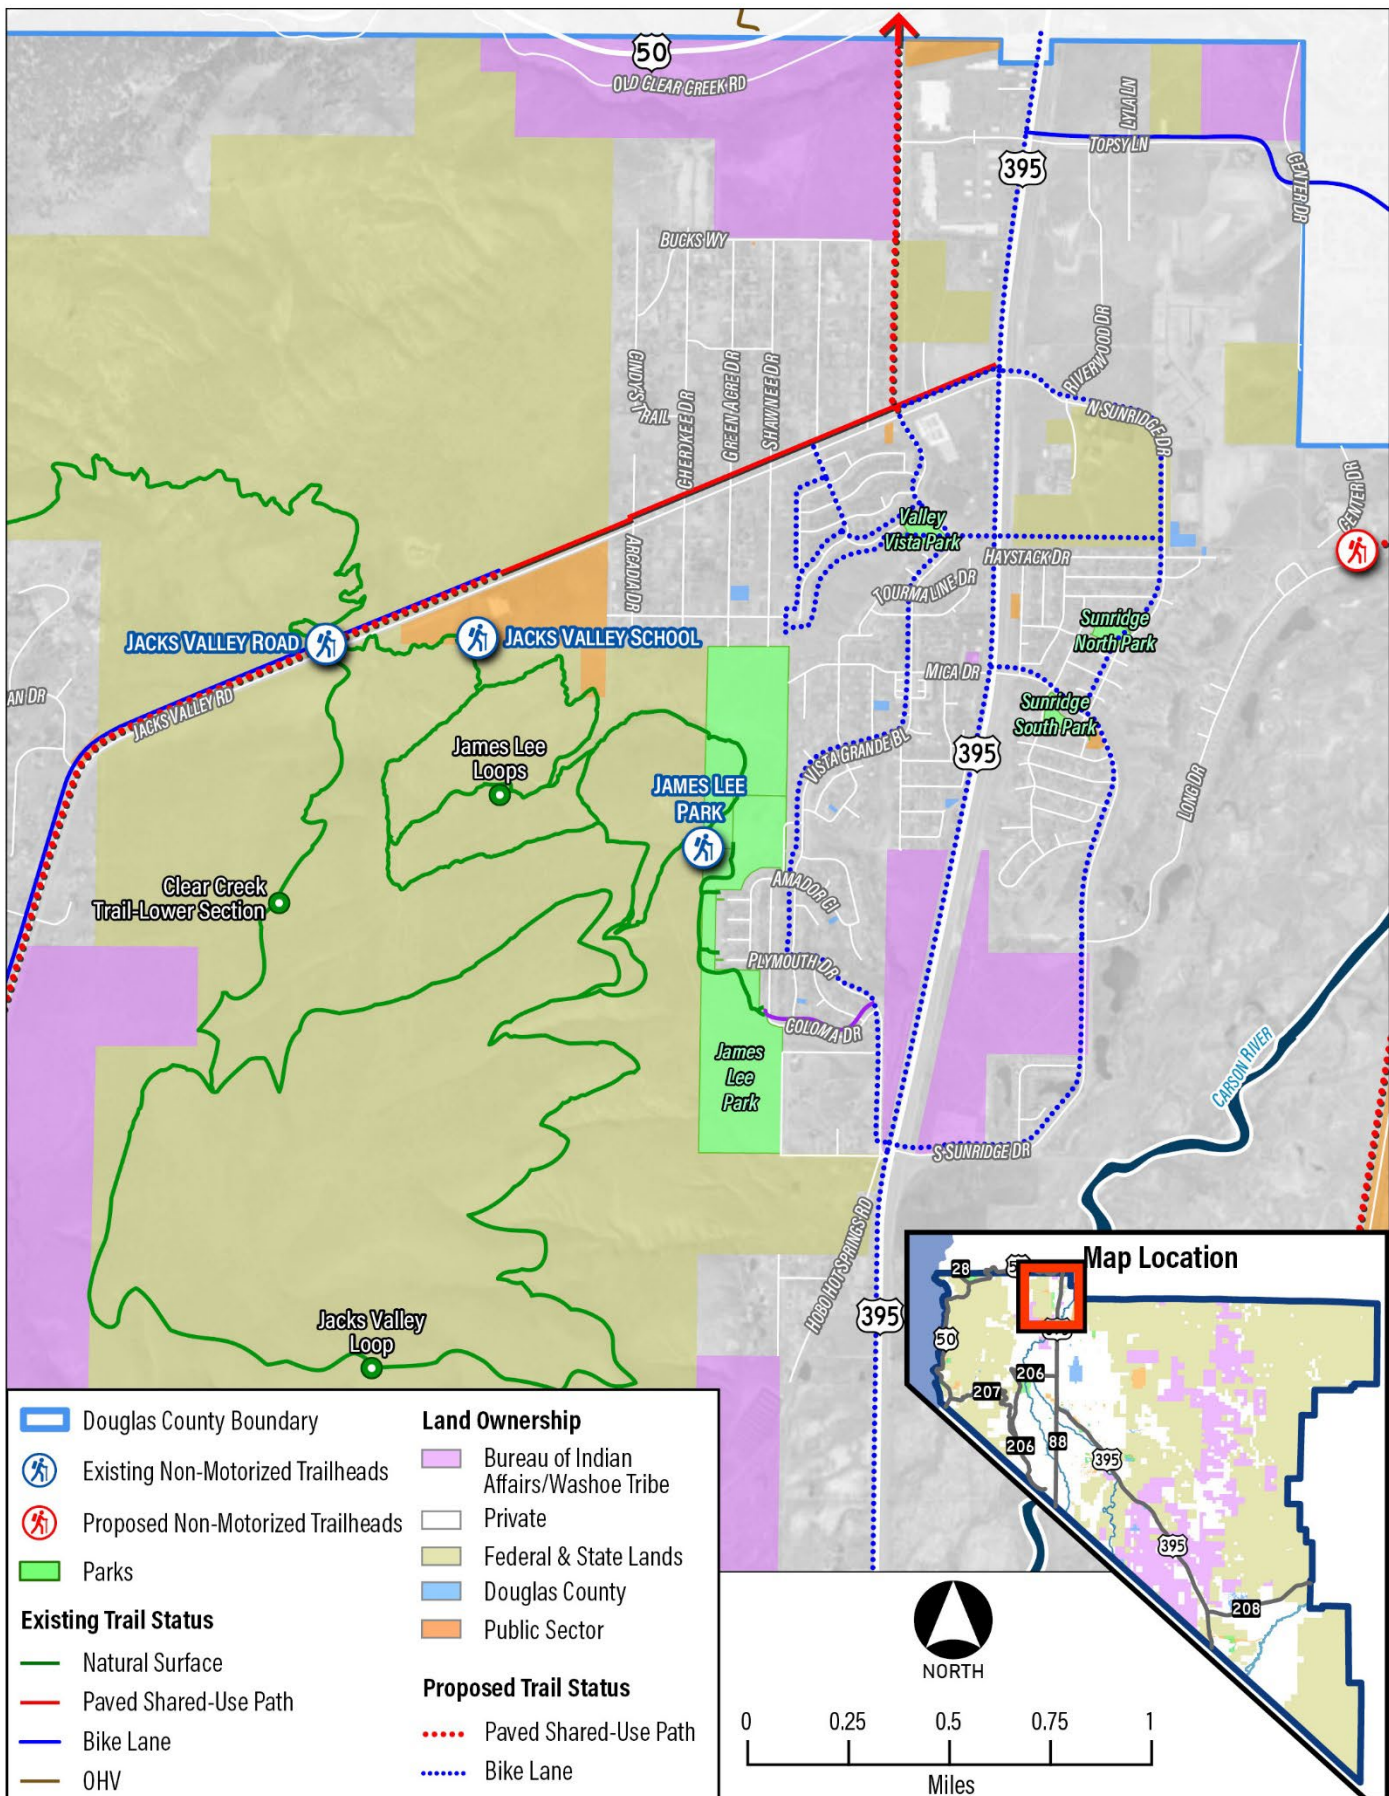 50
OLD CLEAR CREEK RD
LYLA LN
TOPSY LN
395
CENTER DR
BUCKS WY
CINDY'S TRAIL
CHEROKEE DR
GREEN ACRE DR
SHAWNEE DR
RIVERWOOD DR
N SUNRIDGE DR
CENTER DR
Valley
Vista Park
HAYSTACK DR
ARCADIA DR
TOURMALINE DR
JACKS VALLEY ROAD
JACKS VALLEY SCHOOL
Sunridge
North Park
MICA DR
AN DR
JACKS VALLEY RD
Sunridge
South Park
James Lee
Loops
VISTA GRANDE BL
395
JAMES LEE
PARK
LONG DR
Clear Creek
Trail-Lower Section
AMADOR CI
PLYMOUTH DR
COLOMA DR
James
Lee
Park
CARSON RIVER
S SUNRIDGE DR
HOBO HOT SPRINGS RD
395
Jacks Valley
Loop
Map Location
28
50
206
207
206
88
395
395
208
Douglas County Boundary
Existing Non-Motorized Trailheads
Proposed Non-Motorized Trailheads
Parks
Existing Trail Status
Natural Surface
Paved Shared-Use Path
Bike Lane
OHV
Land Ownership
Bureau of Indian
Affairs/Washoe Tribe
Private
Federal & State Lands
Douglas County
Public Sector
Proposed Trail Status
Paved Shared-Use Path
Bike Lane
NORTH
0 0.25 0.5 0.75 1
Miles